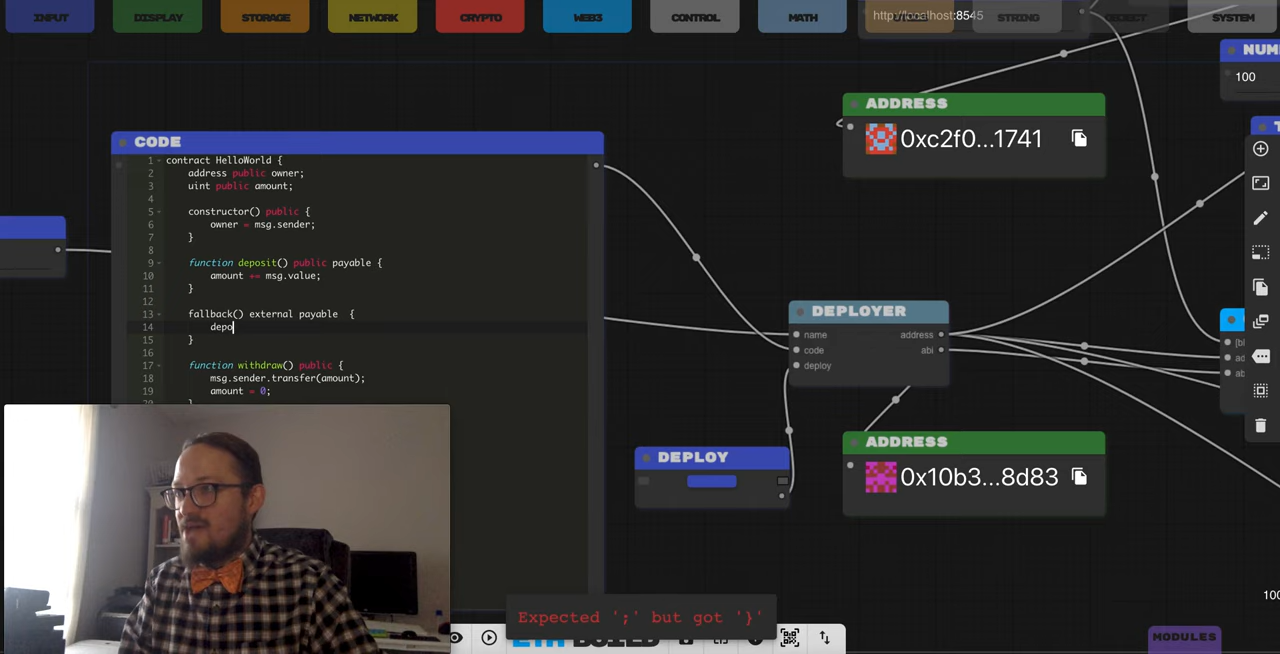 INPUT DISPLAY STORAGE NETWORK CRYPTO WEB3 CONTROL MATH STRING OBJECT SYSTEM
http://localhost:8545
NUM
100
ADDRESS
0xc2f0...1741
CODE
1 contract HelloWorld {
2 address public owner;
3 uint public amount;
4
5 constructor() public {
6 owner = msg.sender;
7 }
8
9 function deposit() public payable {
10 amount += msg.value;
11 }
12
13 fallback() external payable {
14 depo
15 }
16
17 function withdraw() public {
18 msg.sender.transfer(amount);
19 amount = 0;
DEPLOYER
name address
code abi
deploy
DEPLOY
ADDRESS
0x10b3...8d83
Expected ';' but got '}'
MODULES